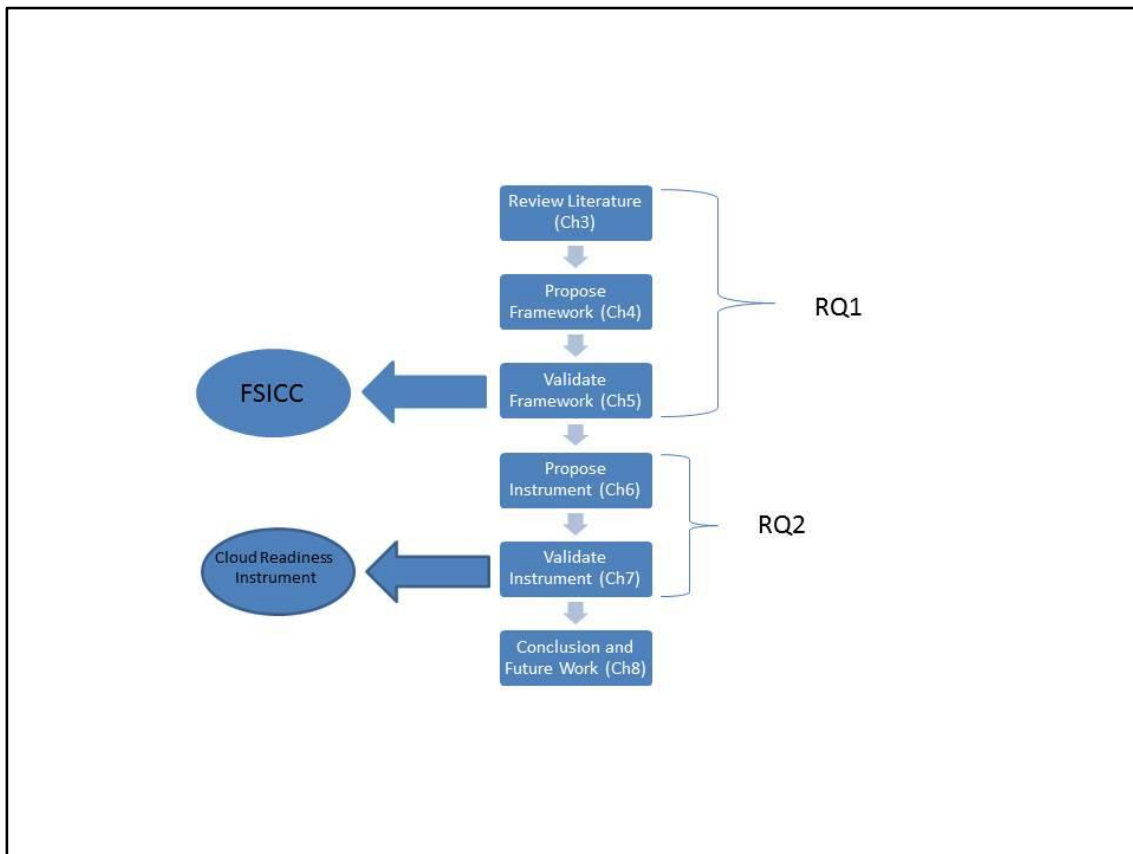 Review Literature
(Ch3)
Propose
Framework (Ch4)
RQ1
Validate
Framework (Ch5)
FSICC
Propose
Instrument (Ch6)
RQ2
Validate
Instrument (Ch7)
Cloud Readiness
Instrument
Conclusion and
Future Work (Ch8)